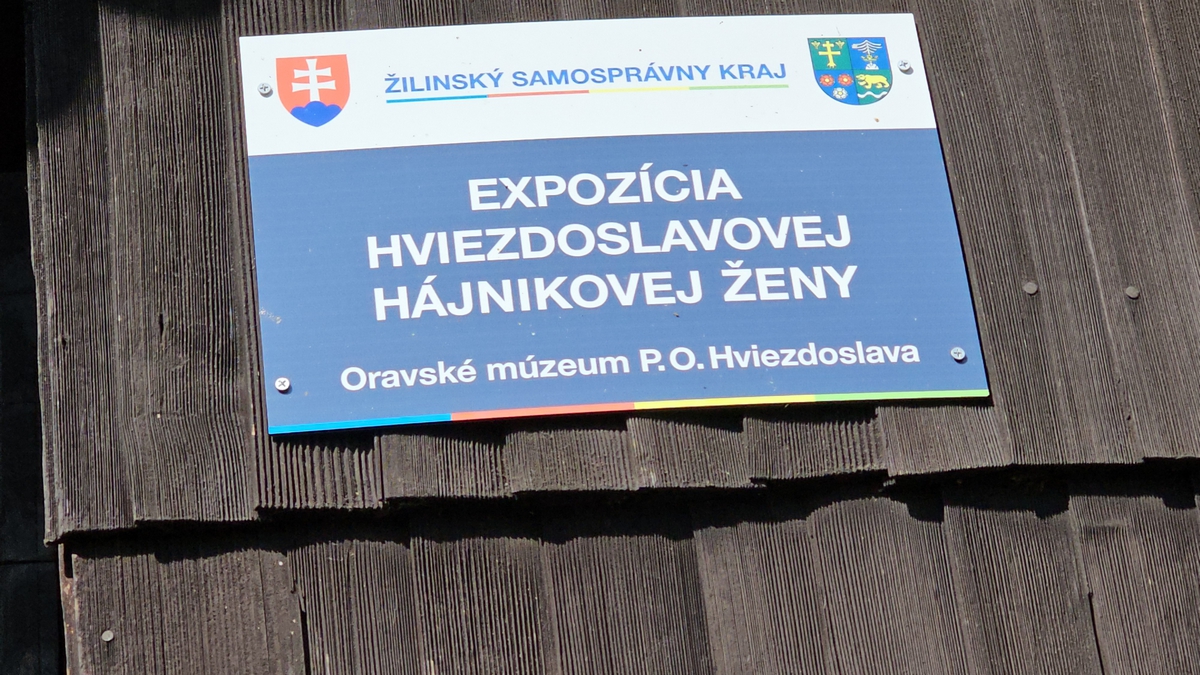 ŽILINSKÝ SAMOSPRÁVNY KRAJ
EXPOZÍCIA
HVIEZDOSLAVOVEJ
HÁJNIKOVEJ ŽENY
Oravské múzeum P.O.Hviezdoslava